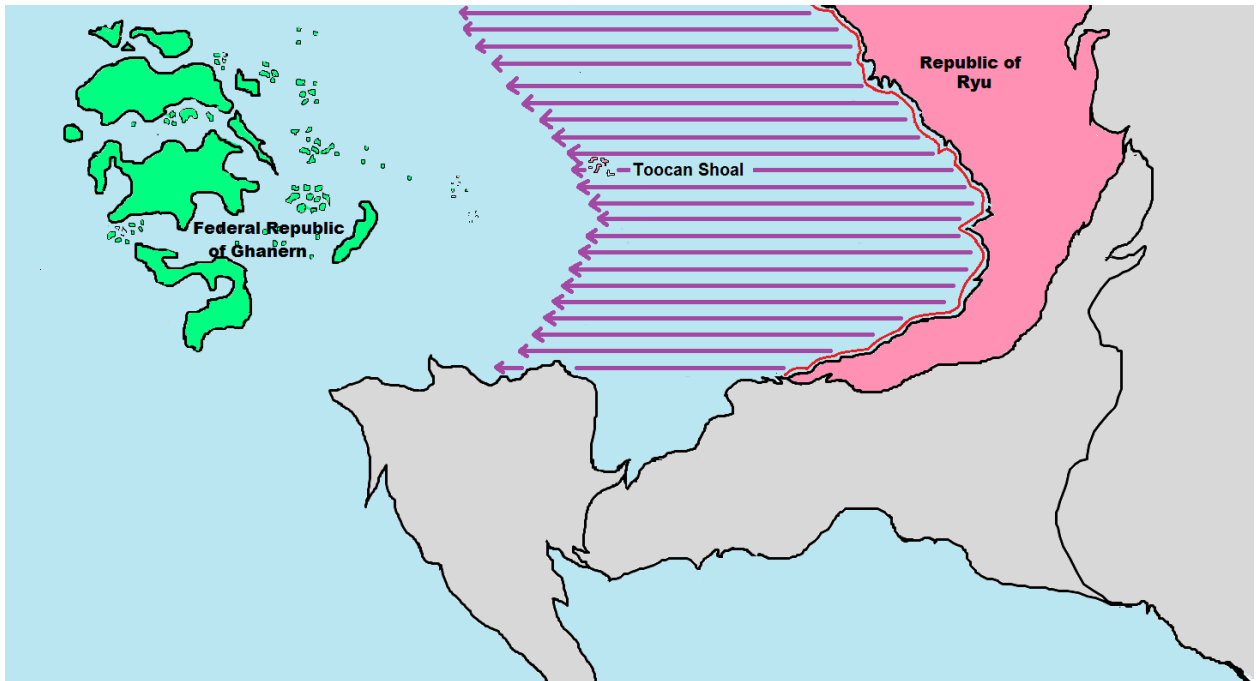 Republic of
Ryu
Toocan Shoal
Federal Republic
of Ghanern